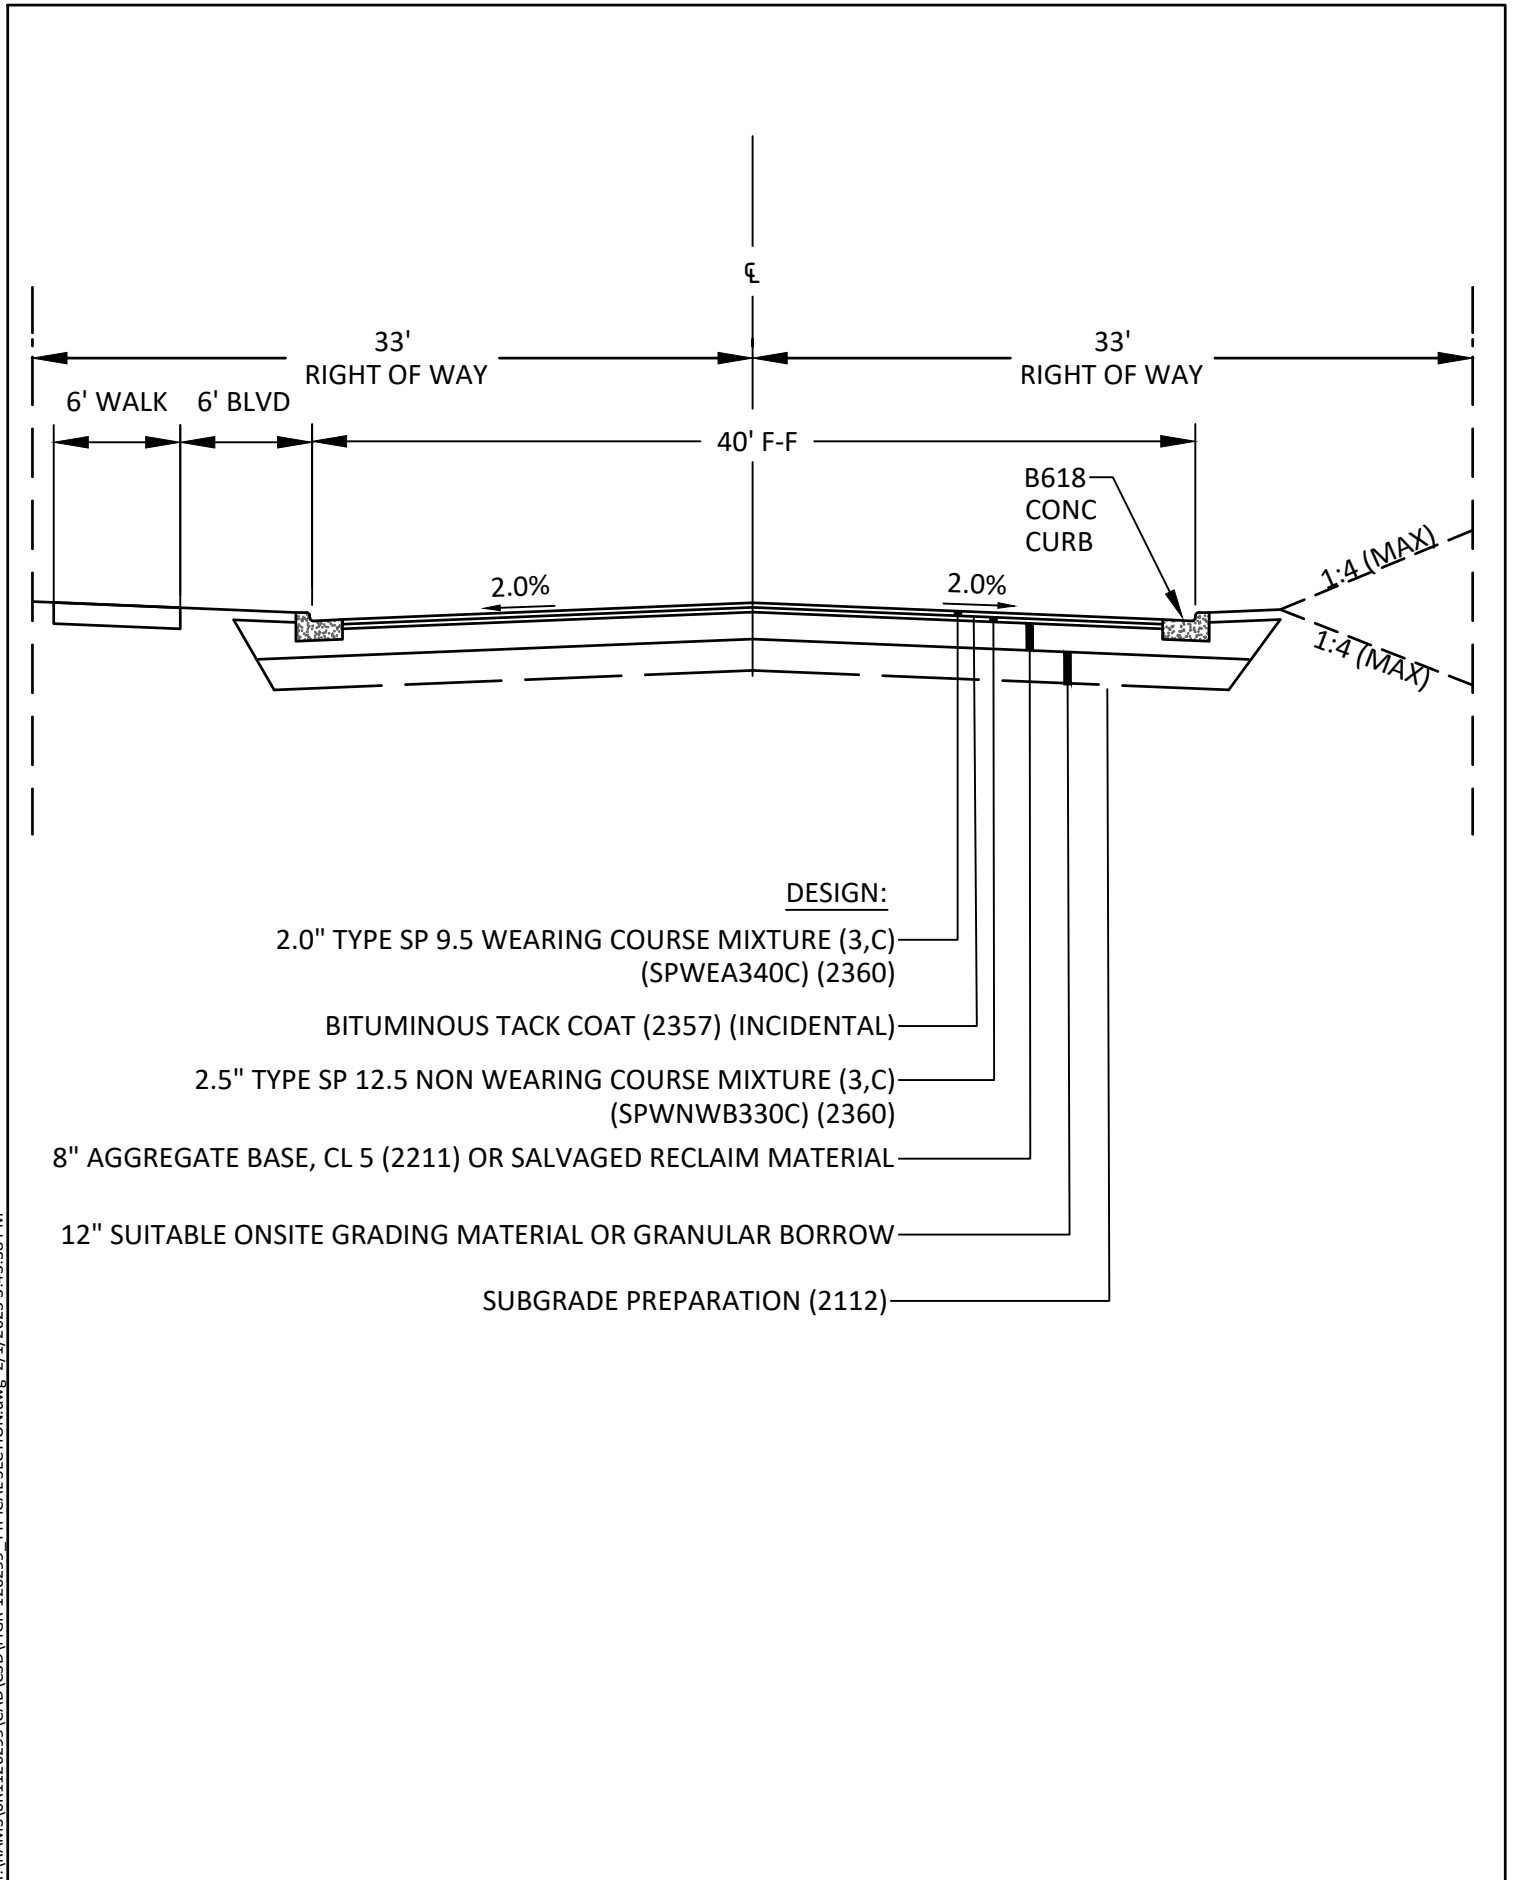 ℄
33'
RIGHT OF WAY
33'
RIGHT OF WAY
6' WALK
6' BLVD
40' F-F
B618
CONC
CURB
2.0%
2.0%
1:4 (MAX)
1:4 (MAX)
DESIGN:
2.0" TYPE SP 9.5 WEARING COURSE MIXTURE (3,C)
(SPWEA340C) (2360)
BITUMINOUS TACK COAT (2357) (INCIDENTAL)
2.5" TYPE SP 12.5 NON WEARING COURSE MIXTURE (3,C)
(SPWNWB330C) (2360)
8" AGGREGATE BASE, CL 5 (2211) OR SALVAGED RECLAIM MATERIAL
12" SUITABLE ONSITE GRADING MATERIAL OR GRANULAR BORROW
SUBGRADE PREPARATION (2112)